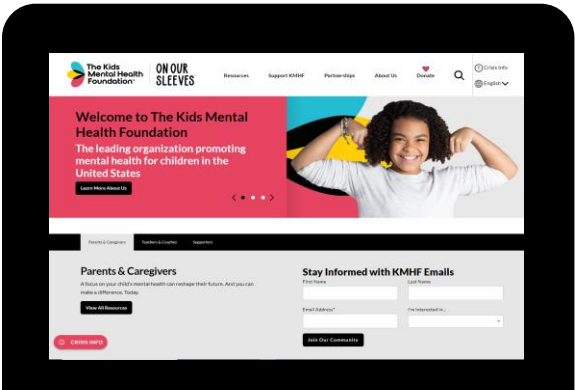 The Kids
Mental Health
Foundation
ON OUR
SLEEVES
Resources
Support KMHF
Partnerships
About Us
Donate
Crisis Info
English
Welcome to The Kids Mental
Health Foundation
The leading organization promoting
mental health for children in the
United States
Learn More About Us
Parents & Caregivers
Teachers & Coaches
Supporters
Parents & Caregivers
A focus on your child's mental health can reshape their future. And you can
make a difference. Today.
View All Resources
CRISIS INFO
Stay Informed with KMHF Emails
First Name
Last Name
Email Address*
I'm interested in...
Join Our Community